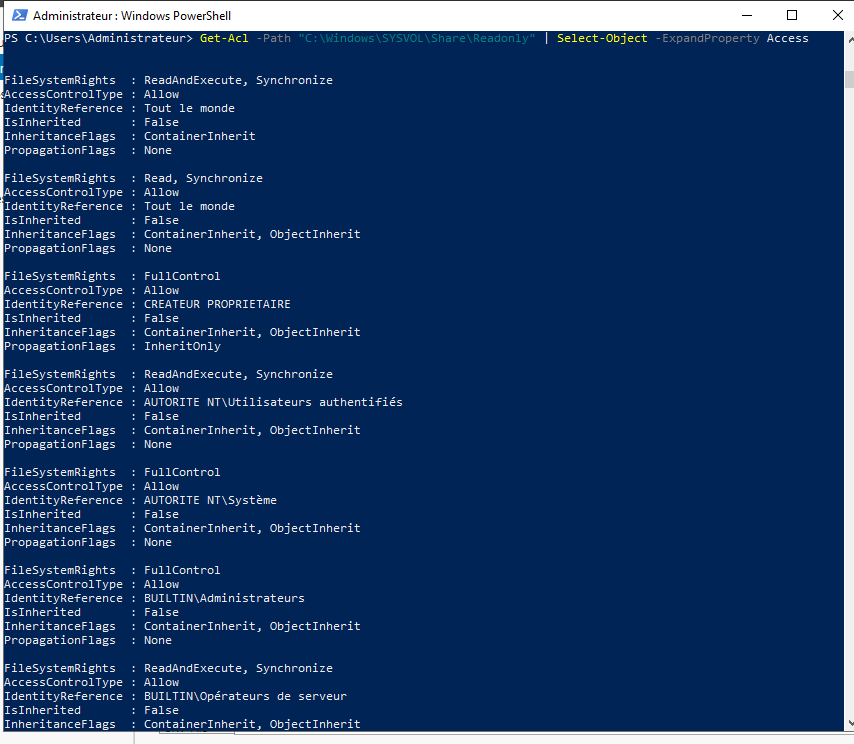 Administrateur : Windows PowerShell
PS C:\Users\Administrateur> Get-Acl -Path "C:\Windows\SYSVOL\Share\Readonly" | Select-Object -ExpandProperty Access
FileSystemRights  : ReadAndExecute, Synchronize
AccessControlType : Allow
IdentityReference : Tout le monde
IsInherited       : False
InheritanceFlags  : ContainerInherit
PropagationFlags  : None
FileSystemRights  : Read, Synchronize
AccessControlType : Allow
IdentityReference : Tout le monde
IsInherited       : False
InheritanceFlags  : ContainerInherit, ObjectInherit
PropagationFlags  : None
FileSystemRights  : FullControl
AccessControlType : Allow
IdentityReference : CREATEUR PROPRIETAIRE
IsInherited       : False
InheritanceFlags  : ContainerInherit, ObjectInherit
PropagationFlags  : InheritOnly
FileSystemRights  : ReadAndExecute, Synchronize
AccessControlType : Allow
IdentityReference : AUTORITE NT\Utilisateurs authentifiés
IsInherited       : False
InheritanceFlags  : ContainerInherit, ObjectInherit
PropagationFlags  : None
FileSystemRights  : FullControl
AccessControlType : Allow
IdentityReference : AUTORITE NT\Système
IsInherited       : False
InheritanceFlags  : ContainerInherit, ObjectInherit
PropagationFlags  : None
FileSystemRights  : FullControl
AccessControlType : Allow
IdentityReference : BUILTIN\Administrateurs
IsInherited       : False
InheritanceFlags  : ContainerInherit, ObjectInherit
PropagationFlags  : None
FileSystemRights  : ReadAndExecute, Synchronize
AccessControlType : Allow
IdentityReference : BUILTIN\Opérateurs de serveur
IsInherited       : False
InheritanceFlags  : ContainerInherit, ObjectInherit